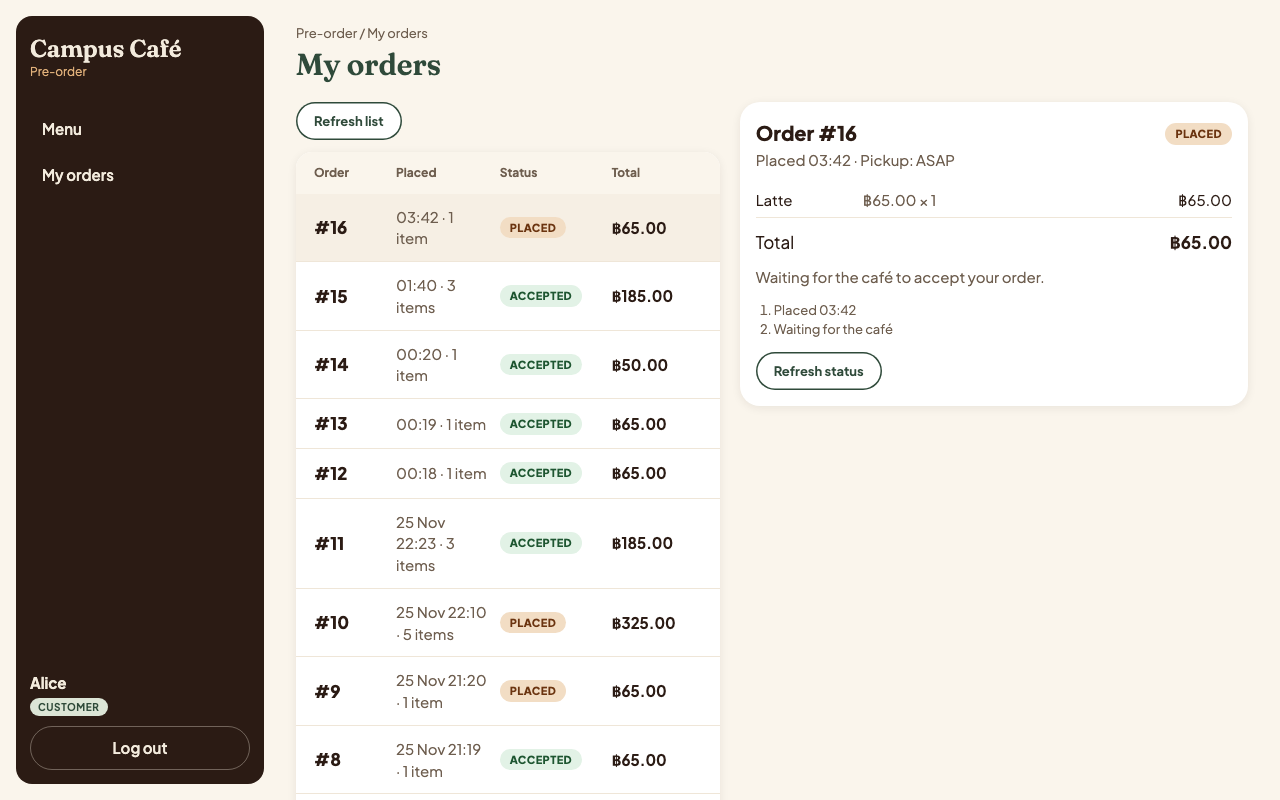 Campus Café
Pre-order
Menu
My orders
Alice
CUSTOMER
Log out
Pre-order / My orders
My orders
Refresh list
Order Placed Status Total
#16 03:42 · 1 item PLACED ฿65.00
#15 01:40 · 3 items ACCEPTED ฿185.00
#14 00:20 · 1 item ACCEPTED ฿50.00
#13 00:19 · 1 item ACCEPTED ฿65.00
#12 00:18 · 1 item ACCEPTED ฿65.00
#11 25 Nov 22:23 · 3 items ACCEPTED ฿185.00
#10 25 Nov 22:10 · 5 items PLACED ฿325.00
#9 25 Nov 21:20 · 1 item PLACED ฿65.00
#8 25 Nov 21:19 · 1 item ACCEPTED ฿65.00
Order #16 PLACED
Placed 03:42 · Pickup: ASAP
Latte ฿65.00 × 1 ฿65.00
Total ฿65.00
Waiting for the café to accept your order.
1. Placed 03:42
2. Waiting for the café
Refresh status